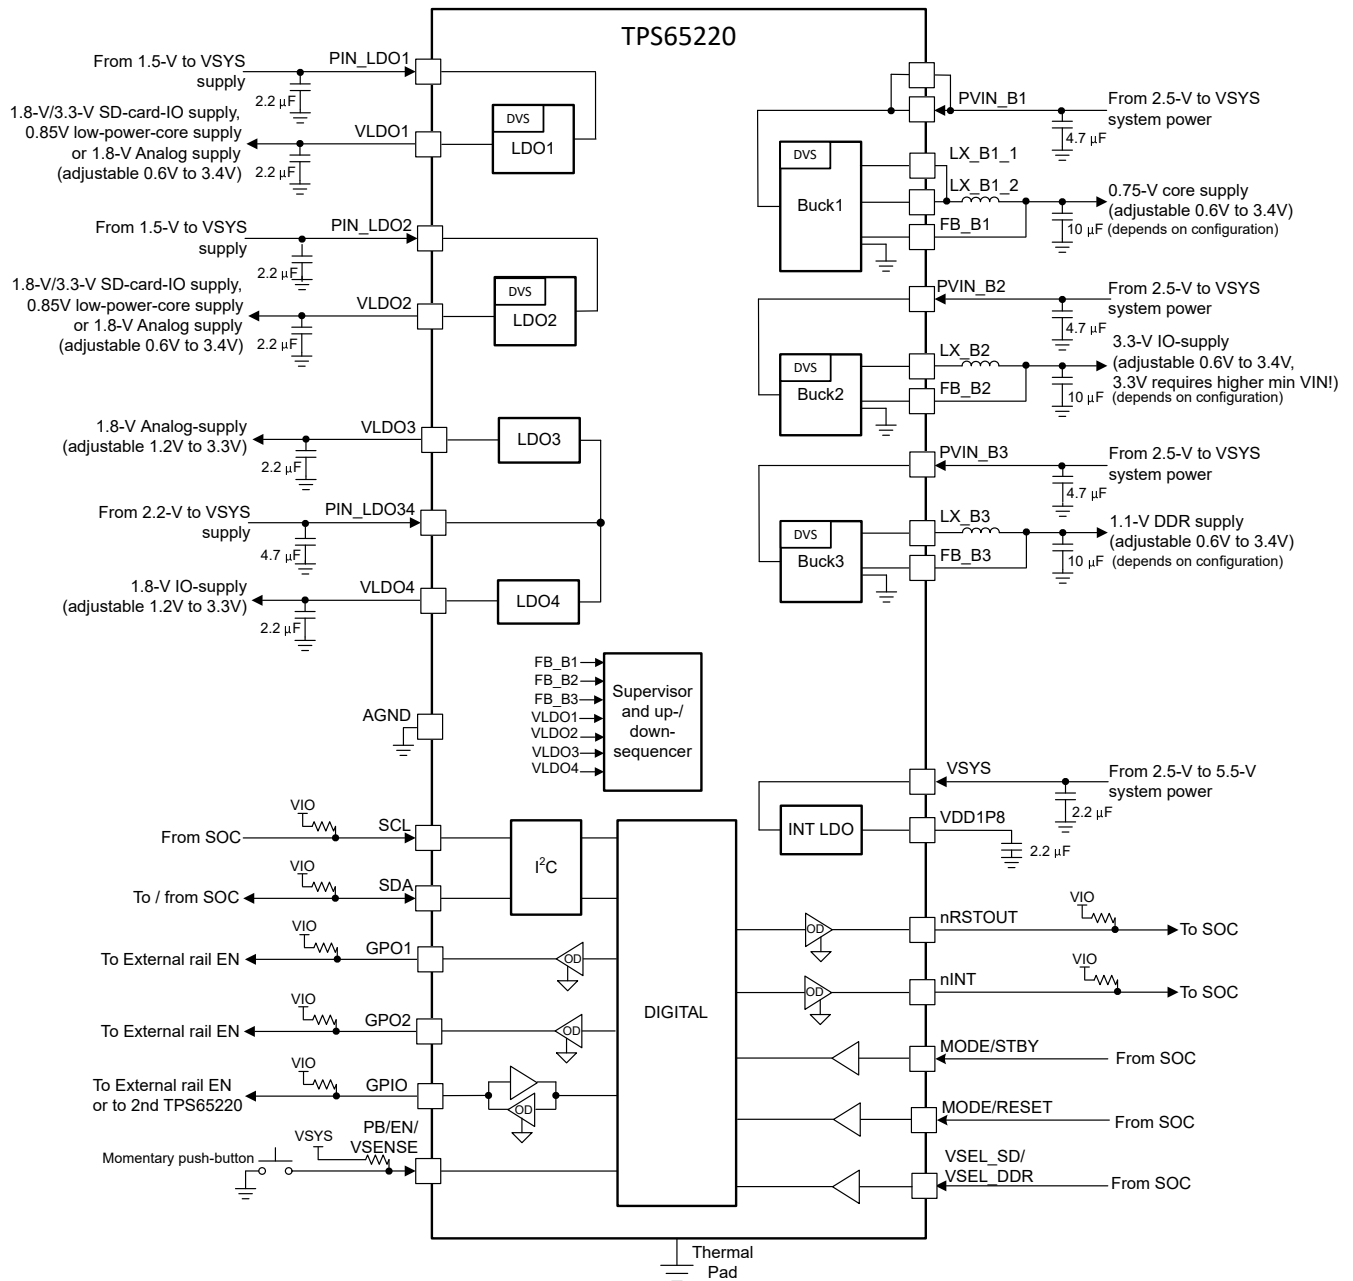 TPS65220
From 1.5-V to VSYS
supply
PIN_LDO1
2.2 µF
1.8-V/3.3-V SD-card-IO supply,
0.85V low-power-core supply
or 1.8-V Analog supply
(adjustable 0.6V to 3.4V)
VLDO1
2.2 µF
DVS
LDO1
From 1.5-V to VSYS
supply
PIN_LDO2
2.2 µF
1.8-V/3.3-V SD-card-IO supply,
0.85V low-power-core supply
or 1.8-V Analog supply
(adjustable 0.6V to 3.4V)
VLDO2
2.2 µF
DVS
LDO2
1.8-V Analog-supply
(adjustable 1.2V to 3.3V)
VLDO3
2.2 µF
LDO3
From 2.2-V to VSYS
supply
PIN_LDO34
4.7 µF
1.8-V IO-supply
(adjustable 1.2V to 3.3V)
VLDO4
2.2 µF
LDO4
PVIN_B1
From 2.5-V to VSYS
system power
4.7 µF
DVS
Buck1
LX_B1_1
LX_B1_2
FB_B1
0.75-V core supply
(adjustable 0.6V to 3.4V)
10 µF (depends on configuration)
PVIN_B2
From 2.5-V to VSYS
system power
4.7 µF
DVS
Buck2
LX_B2
FB_B2
3.3-V IO-supply
(adjustable 0.6V to 3.4V,
3.3V requires higher min VIN!)
10 µF (depends on configuration)
PVIN_B3
From 2.5-V to VSYS
system power
4.7 µF
DVS
Buck3
LX_B3
FB_B3
1.1-V DDR supply
(adjustable 0.6V to 3.4V)
10 µF (depends on configuration)
FB_B1
FB_B2
FB_B3
VLDO1
VLDO2
VLDO3
VLDO4
Supervisor
and up-/
down-
sequencer
AGND
VSYS
From 2.5-V to 5.5-V
system power
2.2 µF
INT LDO
VDD1P8
2.2 µF
VIO
From SOC
SCL
VIO
To / from SOC
SDA
I²C
VIO
To External rail EN
GPO1
OD
VIO
To External rail EN
GPO2
OD
VIO
To External rail EN
or to 2nd TPS65220
GPIO
OD
Momentary push-button
VSYS
PB/EN/
VSENSE
DIGITAL
OD
nRSTOUT
VIO
To SOC
OD
nINT
VIO
To SOC
MODE/STBY
From SOC
MODE/RESET
From SOC
VSEL_SD/
VSEL_DDR
From SOC
Thermal
Pad